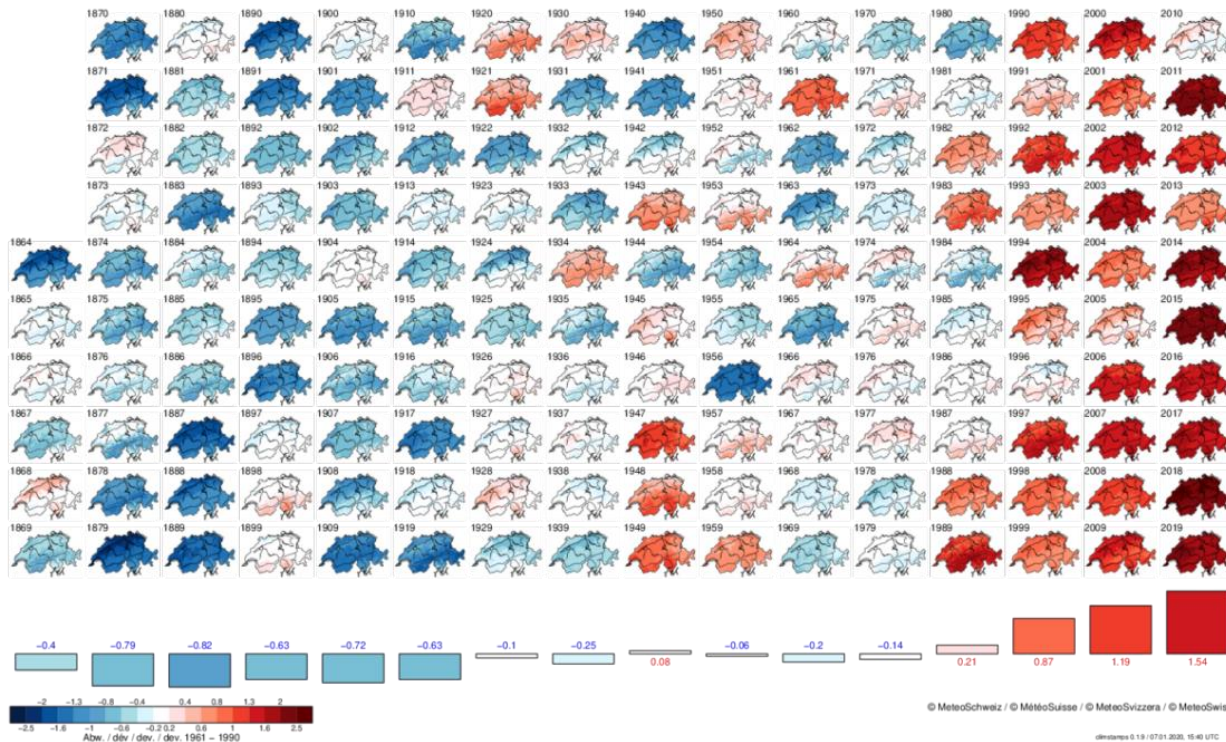 1870 1880 1890 1900 1910 1920 1930 1940 1950 1960 1970 1980 1990 2000 2010
1871 1881 1891 1901 1911 1921 1931 1941 1951 1961 1971 1981 1991 2001 2011
1872 1882 1892 1902 1912 1922 1932 1942 1952 1962 1972 1982 1992 2002 2012
1873 1883 1893 1903 1913 1923 1933 1943 1953 1963 1973 1983 1993 2003 2013
1864 1874 1884 1894 1904 1914 1924 1934 1944 1954 1964 1974 1984 1994 2004 2014
1865 1875 1885 1895 1905 1915 1925 1935 1945 1955 1965 1975 1985 1995 2005 2015
1866 1876 1886 1896 1906 1916 1926 1936 1946 1956 1966 1976 1986 1996 2006 2016
1867 1877 1887 1897 1907 1917 1927 1937 1947 1957 1967 1977 1987 1997 2007 2017
1868 1878 1888 1898 1908 1918 1928 1938 1948 1958 1968 1978 1988 1998 2008 2018
1869 1879 1889 1899 1909 1919 1929 1939 1949 1959 1969 1979 1989 1999 2009 2019
−0.4 −0.79 −0.82 −0.63 −0.72 −0.63 −0.1 −0.25 0.08 −0.06 −0.2 −0.14 0.21 0.87 1.19 1.54
−2 −1.3 −0.8 −0.4 0.4 0.8 1.3 2
−2.5 −1.6 −1 −0.6 −0.2 0.2 0.6 1 1.6 2.5
Abw. / dév / dev. / dev. 1961 − 1990
© MeteoSchweiz / © MétéoSuisse / © MeteoSvizzera / © MeteoSwis
climstamps 0.1.9 / 07.01.2020, 15:40 UTC